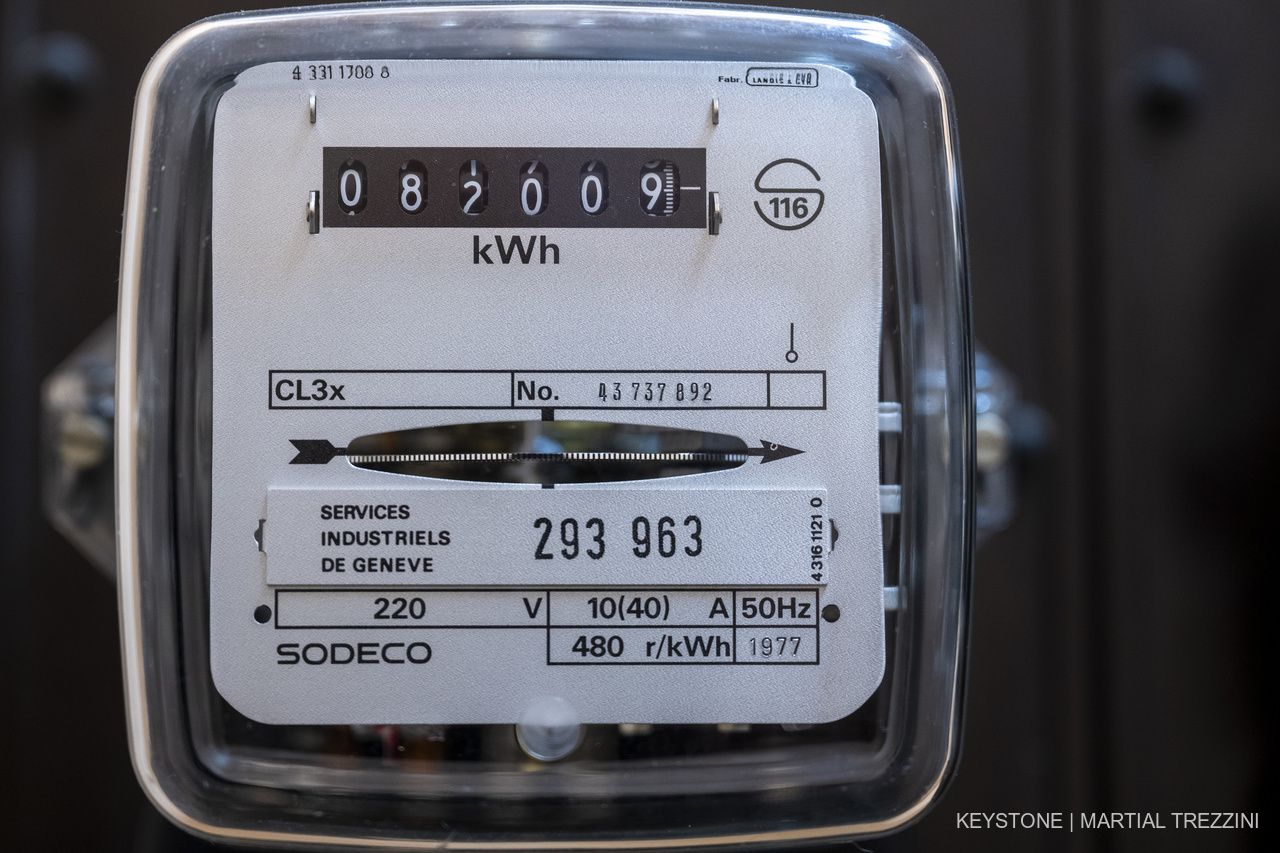 4 331 1788 8
Fabr. LANDIS & GYR
082009
S 116
kWh
CL3x No. 43 737 892
SERVICES
INDUSTRIELS
DE GENEVE
293 963
4 316 1121 0
220 V 10(40) A 50Hz
SODECO 480 r/kWh 1977
KEYSTONE | MARTIAL TREZZINI